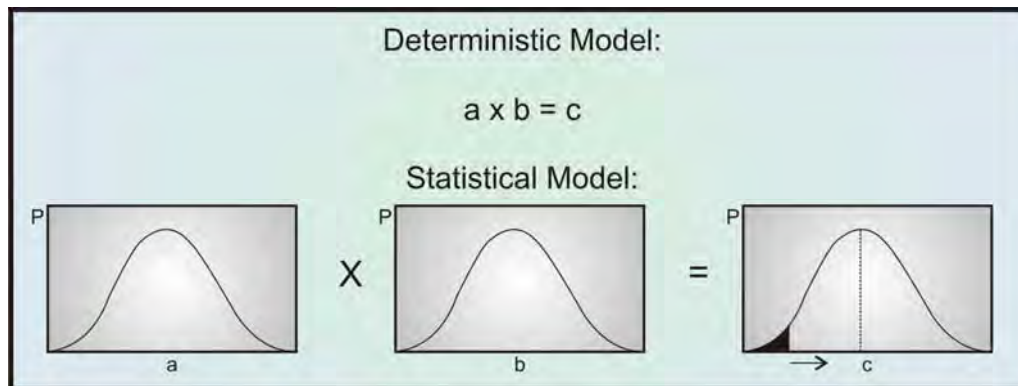 Deterministic Model:
a x b = c
Statistical Model:
P
a
X
P
b
=
P
c